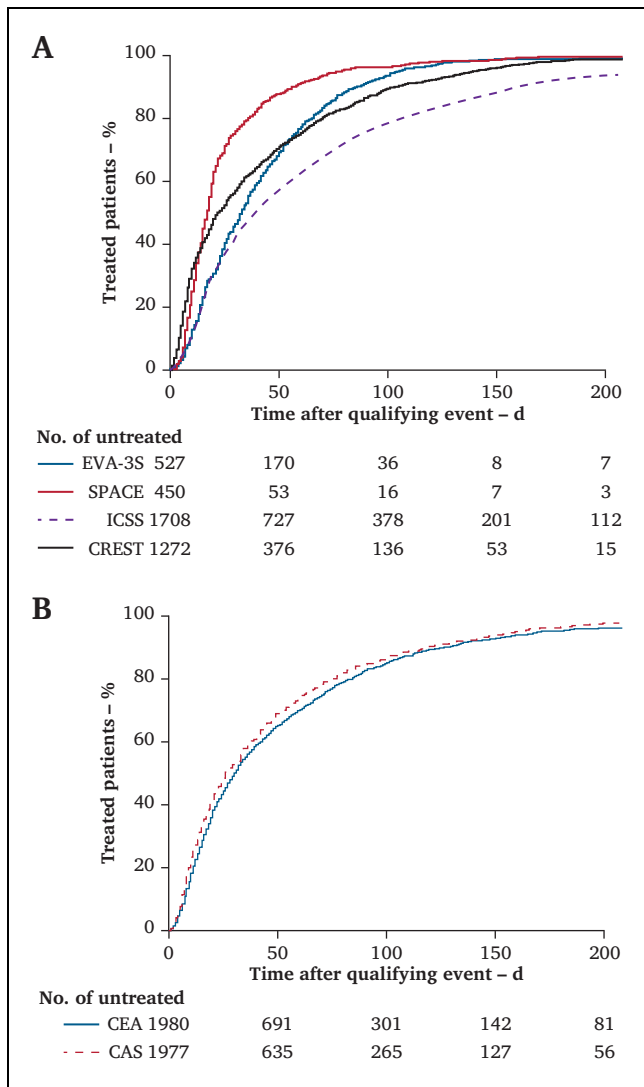 A
100
80
60
40
20
0
Treated patients – %
0 50 100 150 200
Time after qualifying event – d
No. of untreated
EVA-3S 527 170 36 8 7
SPACE 450 53 16 7 3
ICSS 1708 727 378 201 112
CREST 1272 376 136 53 15
B
100
80
60
40
20
0
Treated patients – %
0 50 100 150 200
Time after qualifying event – d
No. of untreated
CEA 1980 691 301 142 81
CAS 1977 635 265 127 56